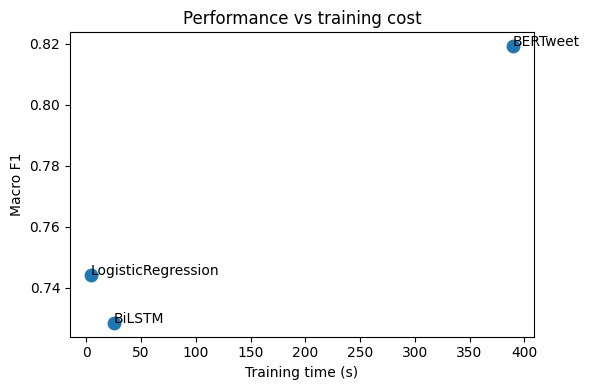 Performance vs training cost
Macro F1
0.82
0.80
0.78
0.76
0.74
BERTweet
LogisticRegression
BiLSTM
0 50 100 150 200 250 300 350 400
Training time (s)